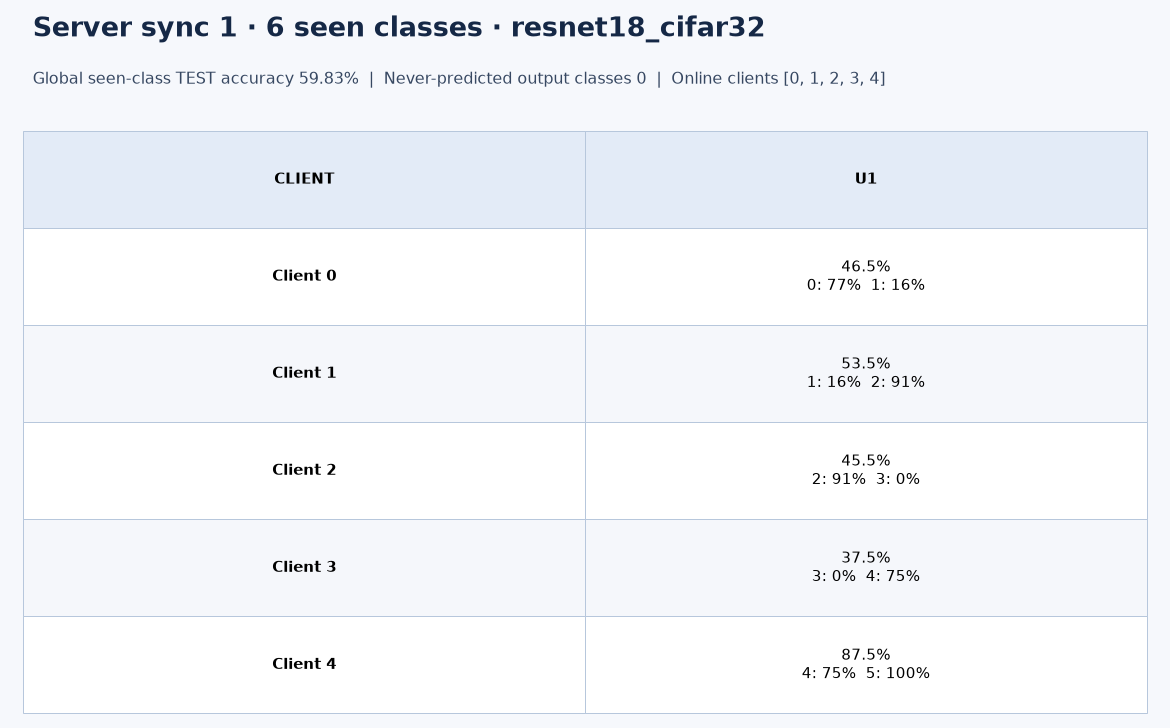 Server sync 1 · 6 seen classes · resnet18_cifar32
Global seen-class TEST accuracy 59.83%  |  Never-predicted output classes 0  |  Online clients [0, 1, 2, 3, 4]
CLIENT
U1
Client 0
46.5%
0: 77%  1: 16%
Client 1
53.5%
1: 16%  2: 91%
Client 2
45.5%
2: 91%  3: 0%
Client 3
37.5%
3: 0%  4: 75%
Client 4
87.5%
4: 75%  5: 100%